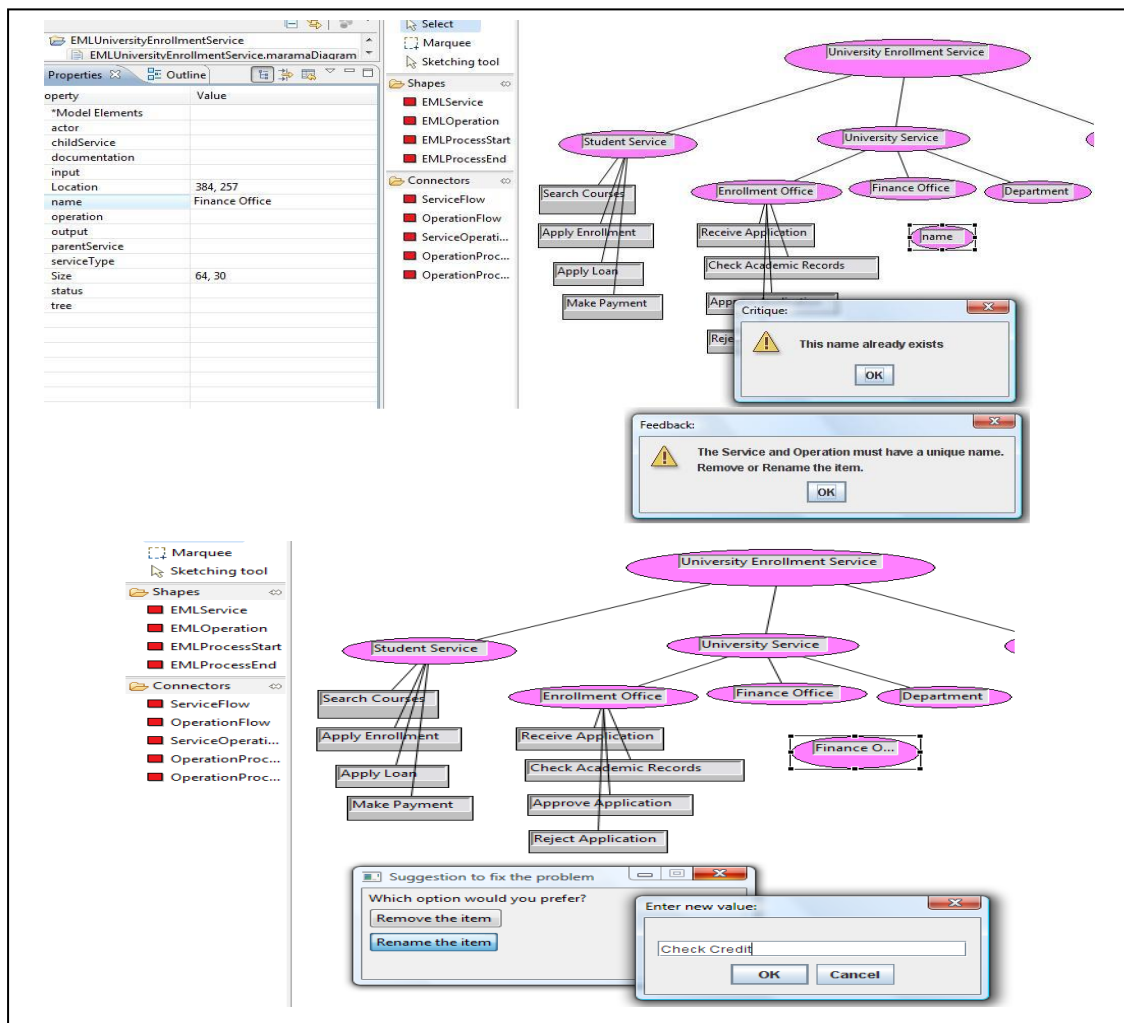 EMLUniversityEnrollmentService
EMLUniversityEnrollmentService.maramaDiagram
Properties
Outline
operty
Value
*Model Elements
actor
childService
documentation
input
Location
384, 257
name
Finance Office
operation
output
parentService
serviceType
Size
64, 30
status
tree
Select
Marquee
Sketching tool
Shapes
EMLService
EMLOperation
EMLProcessStart
EMLProcessEnd
Connectors
ServiceFlow
OperationFlow
ServiceOperati...
OperationProc...
OperationProc...
University Enrollment Service
Student Service
University Service
Enrollment Office
Finance Office
Department
Search Courses
Apply Enrollment
Apply Loan
Make Payment
Receive Application
Check Academic Records
name
Critique:
This name already exists
OK
Feedback:
The Service and Operation must have a unique name.
Remove or Rename the item.
OK
Marquee
Sketching tool
Shapes
EMLService
EMLOperation
EMLProcessStart
EMLProcessEnd
Connectors
ServiceFlow
OperationFlow
ServiceOperati...
OperationProc...
OperationProc...
University Enrollment Service
Student Service
University Service
Enrollment Office
Finance Office
Department
Search Courses
Apply Enrollment
Apply Loan
Make Payment
Receive Application
Check Academic Records
Approve Application
Reject Application
Finance O...
Suggestion to fix the problem
Which option would you prefer?
Remove the item
Rename the item
Enter new value:
Check Credit
OK
Cancel